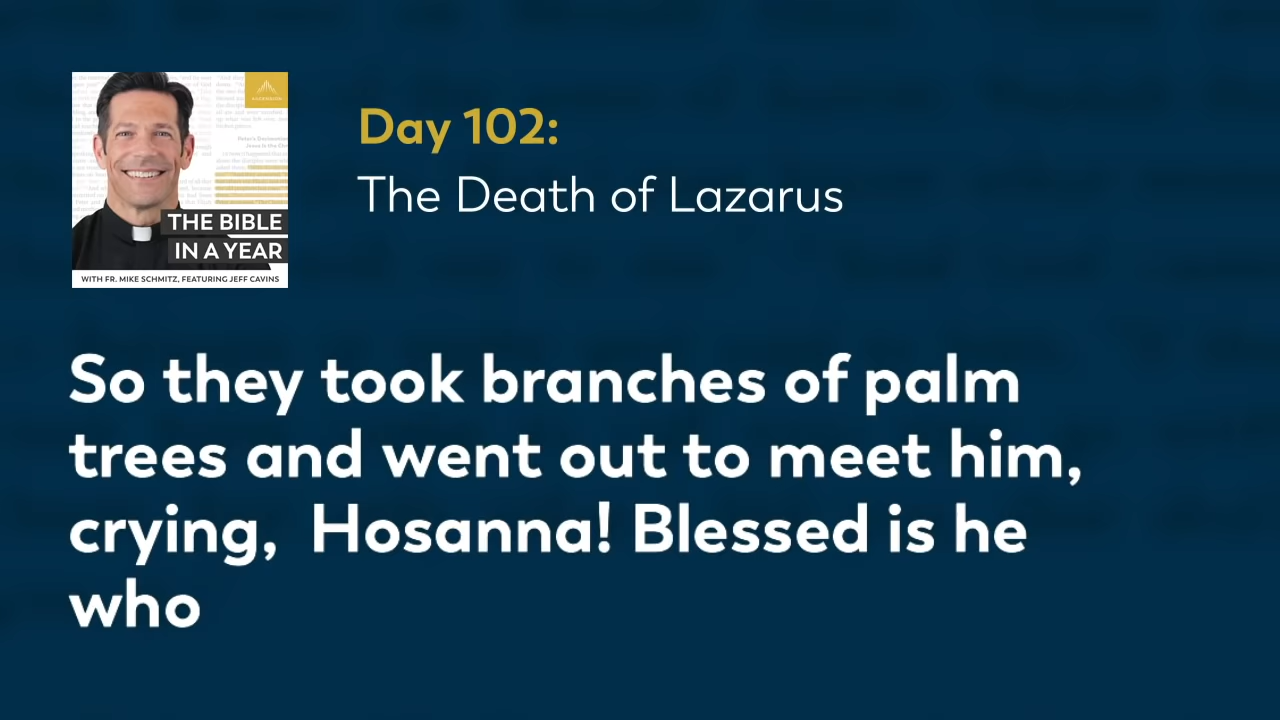 THE BIBLE
IN A YEAR
WITH FR. MIKE SCHMITZ, FEATURING JEFF CAVINS
Day 102:
The Death of Lazarus
So they took branches of palm
trees and went out to meet him,
crying,  Hosanna! Blessed is he
who